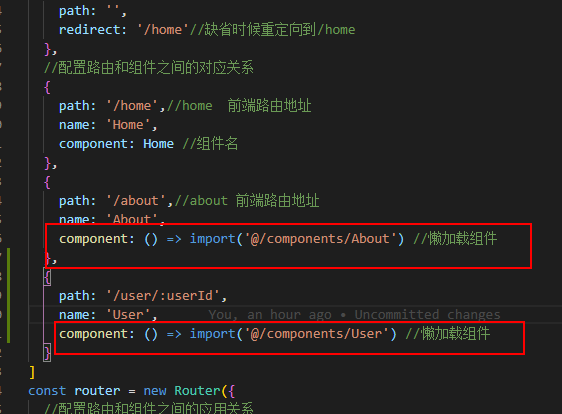 path: '',
redirect: '/home'//缺省时候重定向到/home
},
//配置路由和组件之间的对应关系
{
path: '/home',//home  前端路由地址
name: 'Home',
component: Home //组件名
},
{
path: '/about',//about 前端路由地址
name: 'About',
component: () => import('@/components/About') //懒加载组件
},
{
path: '/user/:userId',
name: 'User',       You, an hour ago • Uncommitted changes
component: () => import('@/components/User') //懒加载组件
}
]
const router = new Router({
//配置路由和组件之间的应用关系